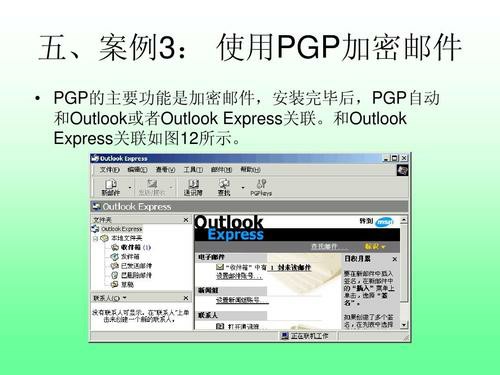 五、案例3： 使用PGP加密邮件
• PGP的主要功能是加密邮件，安装完毕后，PGP自动
和Outlook或者Outlook Express关联。和Outlook
Express关联如图12所示。
Outlook Express
文件(F) 编辑(E) 查看(V) 工具(T) 邮件(M) 帮助(H)
新邮件 发送/接收 通讯簿 查找 PGPkeys
Outlook Express
文件夹
Outlook Express
本地文件夹
收件箱 (1)
发件箱
已发送邮件
已删除邮件
草稿
联系人(C)
没有联系人可显示。在“联系人”上单
击来创建一个新的联系人。
Outlook
Express
转到 msn
查找邮件... 标识
电子邮件
“收件箱”中有 1 封未读邮件
设置邮件账号...
新闻组
设置新闻组账号...
联系人
打开通讯簿...
日积月累
要在新邮件中插入
签名，在新邮件中
的“插入”菜单上
单击，选择“签
名”。
如果创建了多个签
名，在列表中选择
正在联机工作